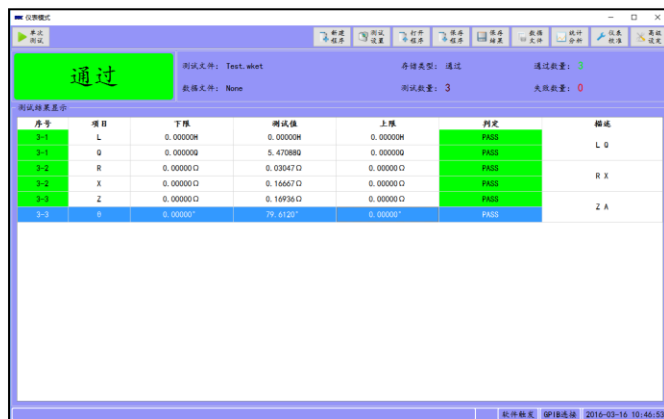 仪表模式
单次测试 新建程序 测试设置 打开程序 保存程序 保存结果 数据文件 统计分析 仪表校准 高级设定
通过
测试文件: Test.wket 存储类型: 通过 通过数量: 3
数据文件: None 测试数量: 3 失败数量: 0
测试结果显示
序号 项目 下限 测试值 上限 判定 描述
3-1 L 0.00000H 0.00000H 0.00000H PASS
L Q
3-1 Q 0.00000Q 5.47088Q 0.00000Q PASS
3-2 R 0.00000Ω 0.03047Ω 0.00000Ω PASS
R X
3-2 X 0.00000Ω 0.16667Ω 0.00000Ω PASS
3-3 Z 0.00000Ω 0.16936Ω 0.00000Ω PASS
Z A
3-3 θ 0.00000° 79.6120° 0.00000° PASS
软件触发 GPIB连接 2016-03-16 10:46:53